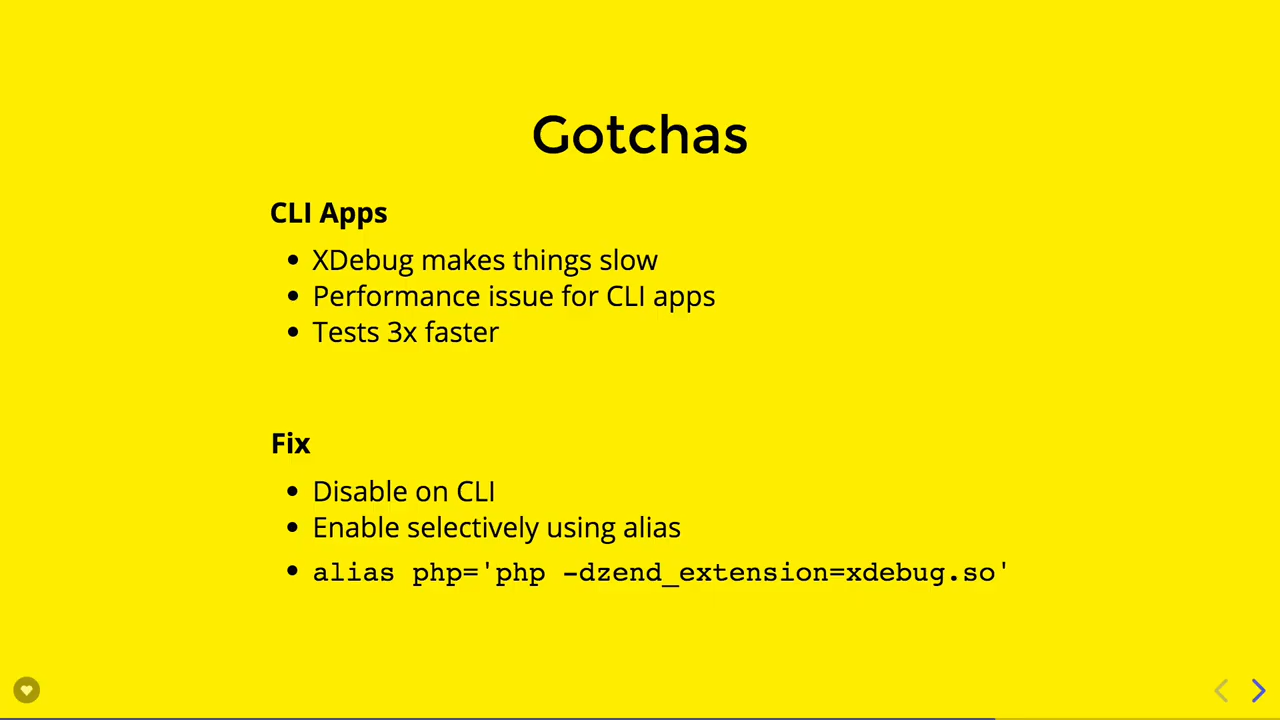 Gotchas
CLI Apps
XDebug makes things slow
Performance issue for CLI apps
Tests 3x faster
Fix
Disable on CLI
Enable selectively using alias
alias php='php -dzend_extension=xdebug.so'